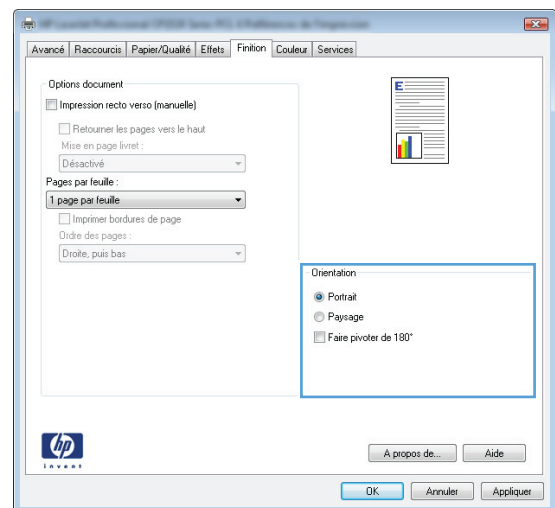 Avancé Raccourcis Papier/Qualité Effets Finition Couleur Services
Options document
Impression recto verso (manuelle)
Retourner les pages vers le haut
Mise en page livret :
Désactivé
Pages par feuille :
1 page par feuille
Imprimer bordures de page
Ordre des pages :
Droite, puis bas
E
Orientation
Portrait
Paysage
Faire pivoter de 180°
hp
invent
A propos de... Aide
OK Annuler Appliquer